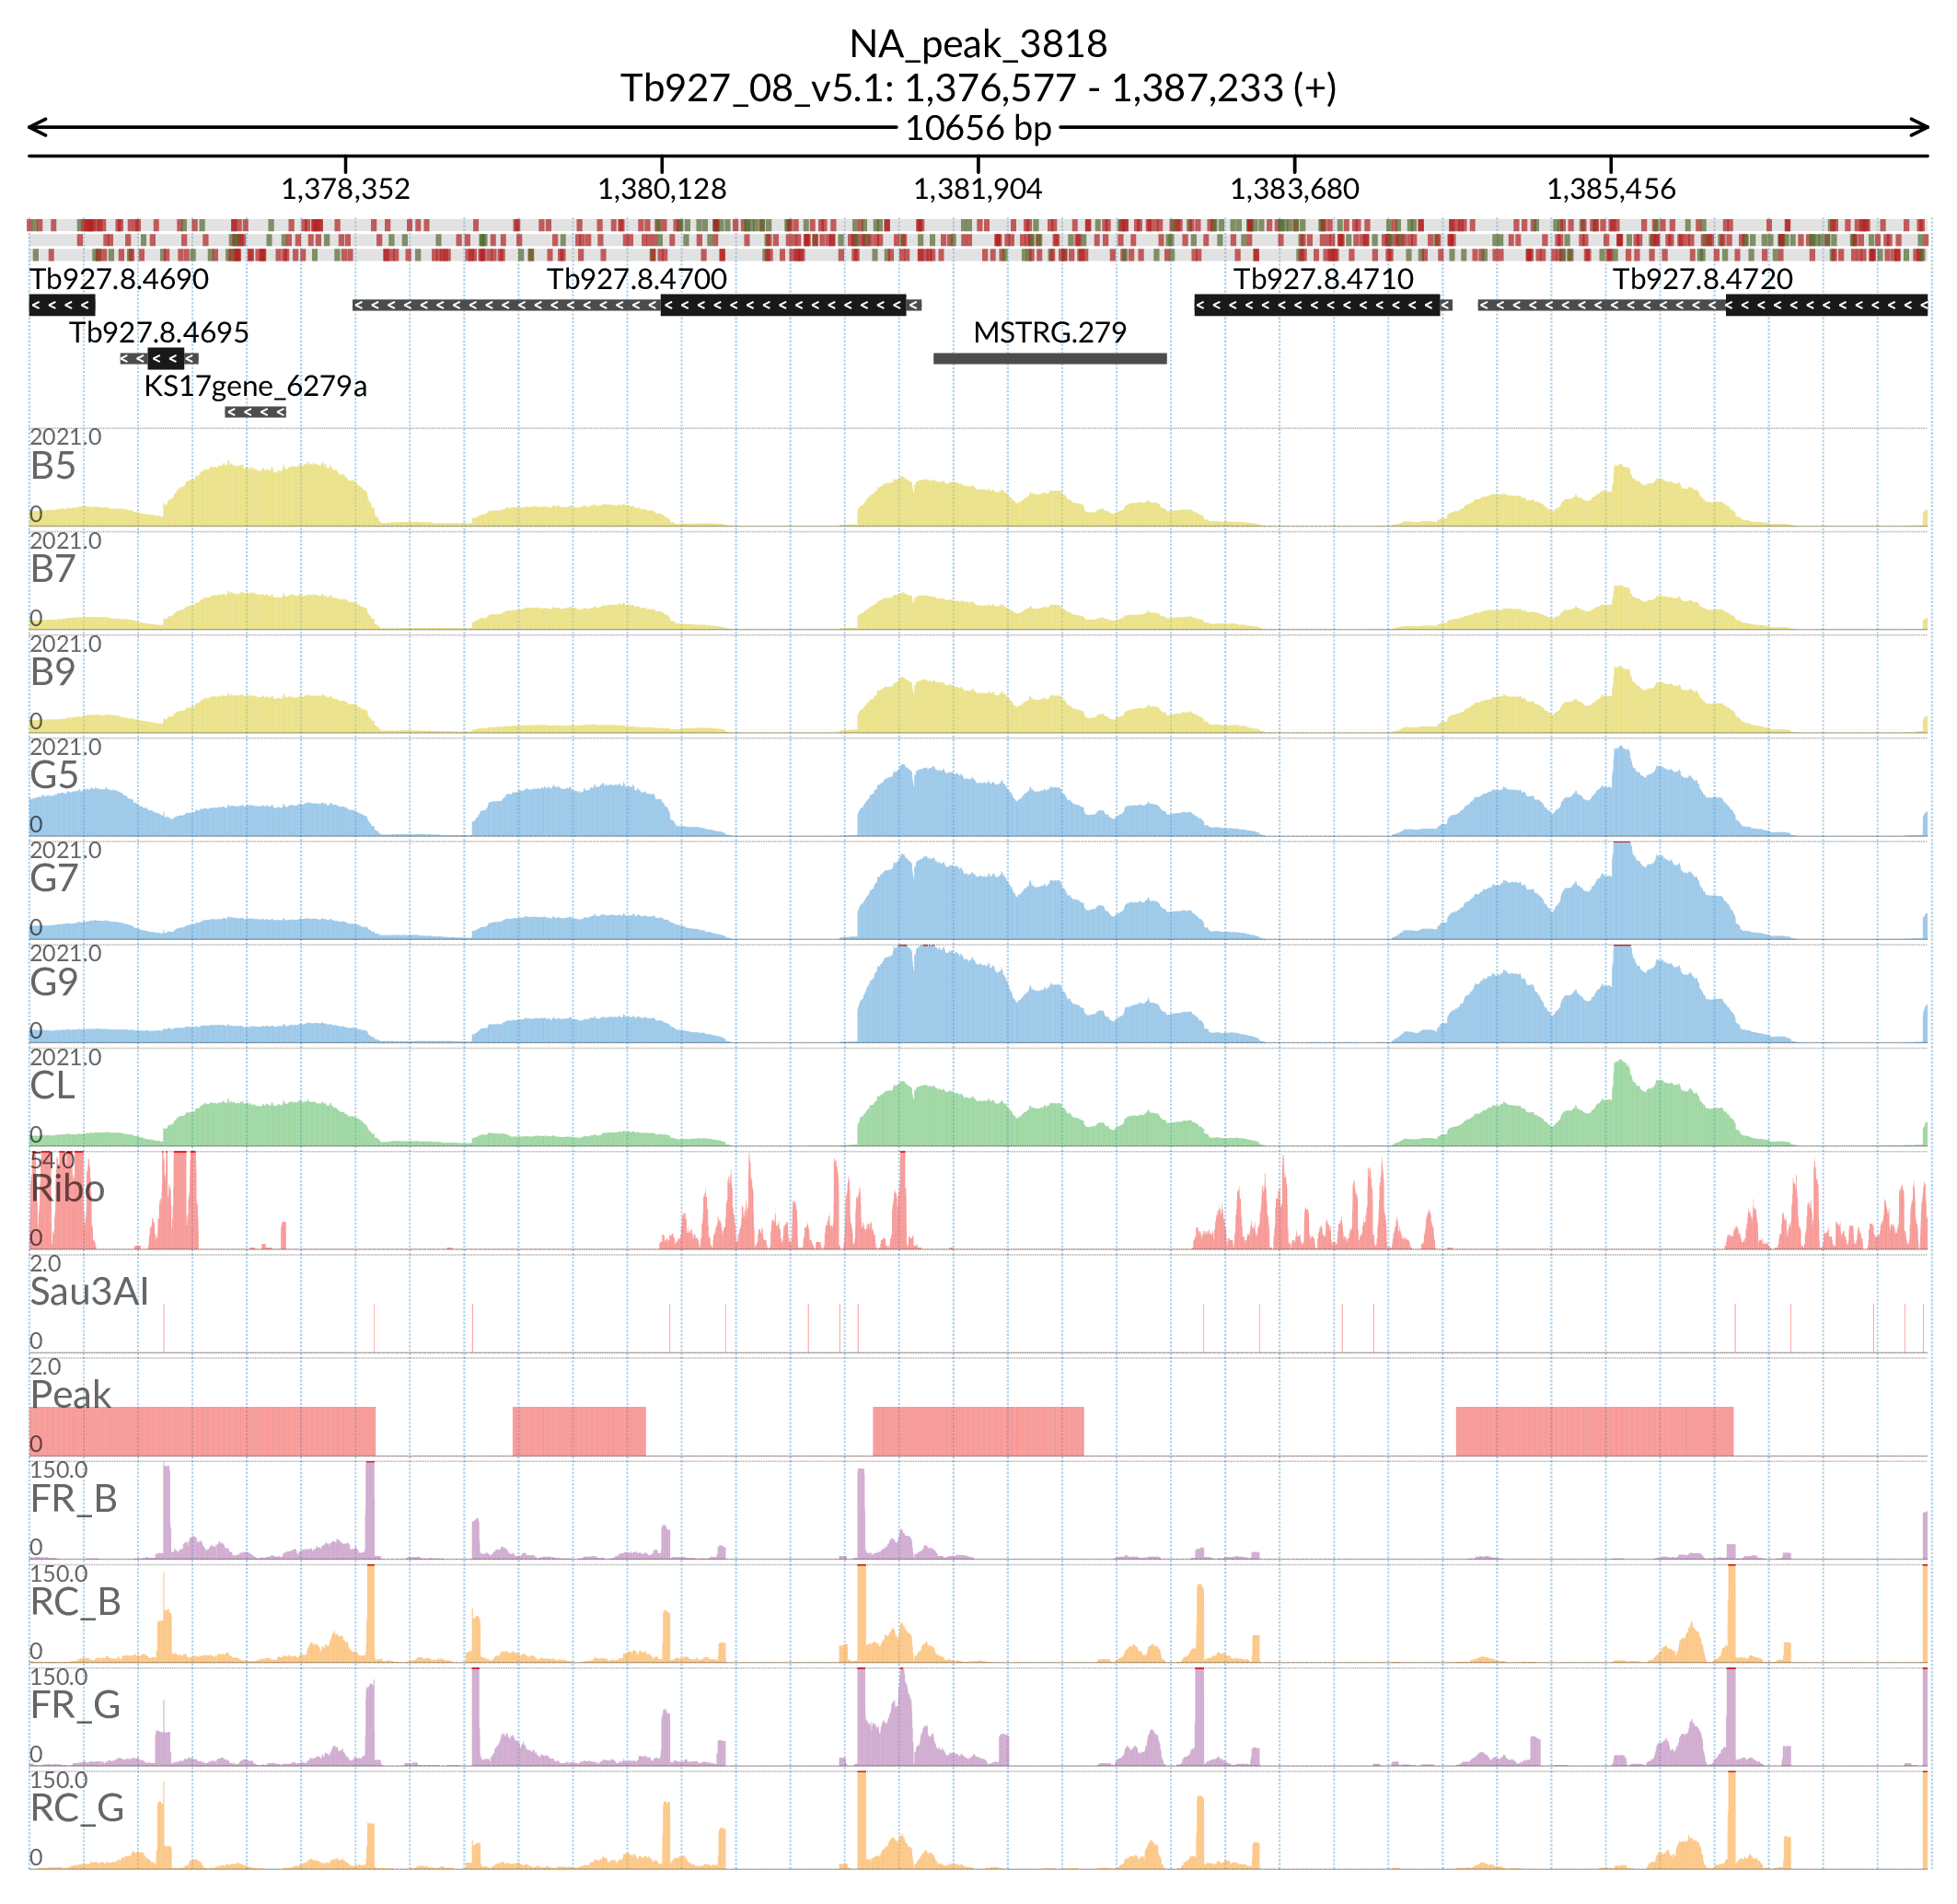 NA_peak_3818
Tb927_08_v5.1: 1,376,577 - 1,387,233 (+)
10656 bp
1,378,352 1,380,128 1,381,904 1,383,680 1,385,456
Tb927.8.4690 Tb927.8.4700 Tb927.8.4710 Tb927.8.4720
Tb927.8.4695 MSTRG.279
KS17gene_6279a
2021.0
B5
0
2021.0
B7
0
2021.0
B9
0
2021.0
G5
0
2021.0
G7
0
2021.0
G9
0
2021.0
CL
0
54.0
Ribo
0
2.0
Sau3AI
0
2.0
Peak
0
150.0
FR_B
0
150.0
RC_B
0
150.0
FR_G
0
150.0
RC_G
0